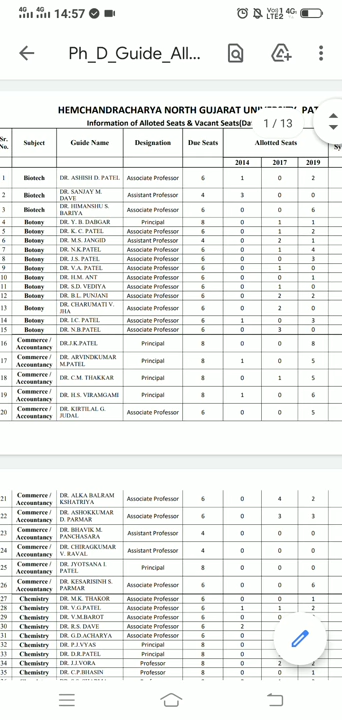 4G 4G 14:57 Vo)) 1 4G LTE2
Ph_D_Guide_All...
HEMCHANDRACHARYA NORTH GUJARAT PAT
Information of Alloted Seats & Vacant Seats(Da
1 / 13
Sr. No. Subject Guide Name Designation Due Seats Allotted Seats Sy
2014 2017 2019
1 Biotech DR. ASHISH D. PATEL Associate Professor 6 1 0 2
2 Biotech DR. SANJAY M. DAVE Assistant Professor 4 3 0 0
3 Biotech DR. HIMANSHU S. BARIYA Associate Professor 6 0 0 6
4 Botony DR. Y. B. DABGAR Principal 8 0 1 1
5 Botony DR. K. C. PATEL Associate Professor 6 0 1 2
6 Botony DR. M.S. JANGID Assistant Professor 4 0 2 1
7 Botony DR. N.K.PATEL Associate Professor 6 0 1 4
8 Botony DR. J.S. PATEL Associate Professor 6 0 0 3
9 Botony DR. V.A. PATEL Associate Professor 6 0 1 0
10 Botony DR. H.M. ANT Associate Professor 6 0 0 1
11 Botony DR. S.D. VEDIYA Associate Professor 6 0 1 0
12 Botony DR. B.L. PUNJANI Associate Professor 6 0 2 2
13 Botony DR. CHARUMATI V. JHA Associate Professor 6 0 2 0
14 Botony DR. I.C. PATEL Associate Professor 6 1 0 3
15 Botony DR. N.B.PATEL Associate Professor 6 0 3 0
16 Commerce / Accountancy DR.J.K.PATEL Principal 8 0 0 8
17 Commerce / Accountancy DR. ARVINDKUMAR M.PATEL Principal 8 1 0 5
18 Commerce / Accountancy DR. C.M. THAKKAR Principal 8 0 1 5
19 Commerce / Accountancy DR. H.S. VIRAMGAMI Principal 8 1 0 6
20 Commerce / Accountancy DR. KIRTILAL G. JUDAL Associate Professor 6 0 0 5
21 Commerce / Accountancy DR. ALKA BALRAM KSHATRIYA Associate Professor 6 0 4 2
22 Commerce / Accountancy DR. ASHOKKUMAR D. PARMAR Associate Professor 6 0 3 3
23 Commerce / Accountancy DR. BHAVIK M. PANCHASARA Assistant Professor 4 0 0 0
24 Commerce / Accountancy DR. CHIRAGKUMAR V. RAVAL Assistant Professor 4 0 0 0
25 Commerce / Accountancy DR. JYOTSANA I. PATEL Principal 8 0 0 0
26 Commerce / Accountancy DR. KESARISINH S. PARMAR Associate Professor 6 0 0 6
27 Chemistry DR. M.K. THAKOR Associate Professor 6 0 0 1
28 Chemistry DR. V.G.PATEL Associate Professor 6 1 1 2
29 Chemistry DR. V.M.BAROT Associate Professor 6 0 0
30 Chemistry DR. R.S. DAVE Associate Professor 6 2
31 Chemistry DR. G.D.ACHARYA Associate Professor 6 0
32 Chemistry DR. P.J.VYAS Principal 8 0
33 Chemistry DR. D.R.PATEL Principal 8 0
34 Chemistry DR. J.J.VORA Professor 8 0 2 2
35 Chemistry DR. C.P.BHASIN Professor 8 0 0 1